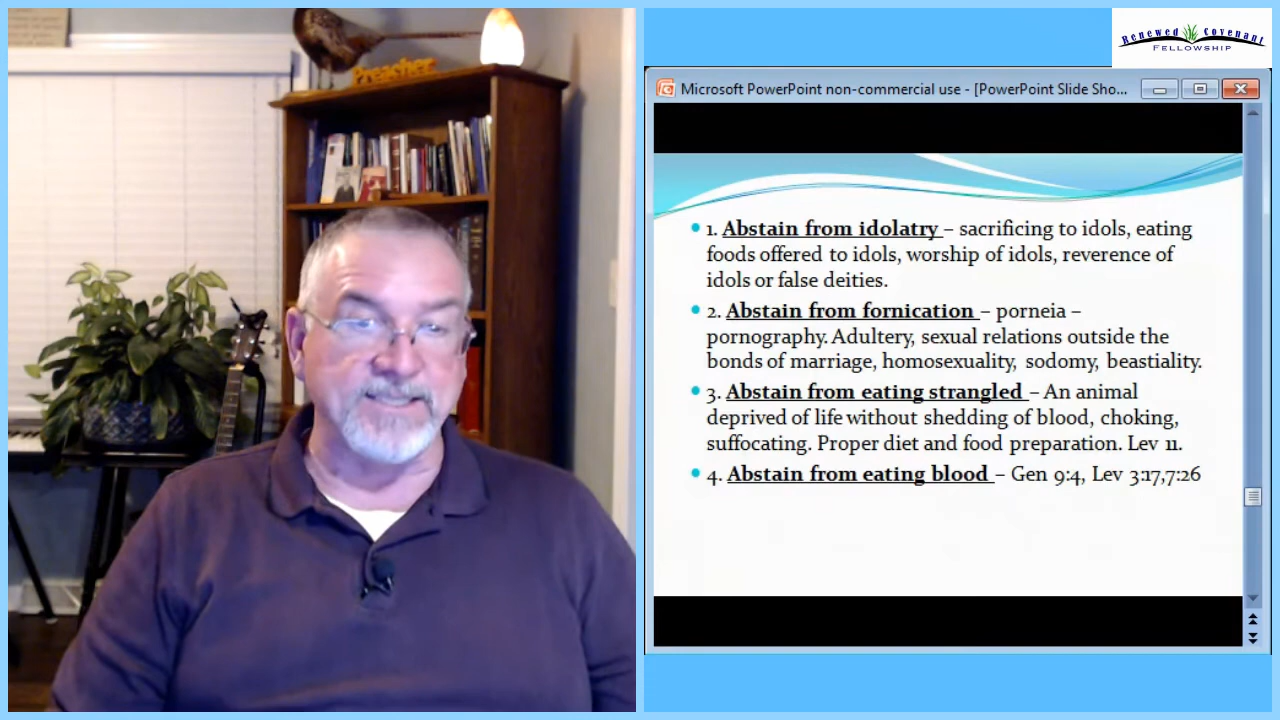 Preacher
Renewed Covenant
FELLOWSHIP
Microsoft PowerPoint non-commercial use - [PowerPoint Slide Sho...
1. Abstain from idolatry – sacrificing to idols, eating
foods offered to idols, worship of idols, reverence of
idols or false deities.
2. Abstain from fornication – porneia –
pornography. Adultery, sexual relations outside the
bonds of marriage, homosexuality, sodomy, beastiality.
3. Abstain from eating strangled – An animal
deprived of life without shedding of blood, choking,
suffocating. Proper diet and food preparation. Lev 11.
4. Abstain from eating blood – Gen 9:4, Lev 3:17,7:26